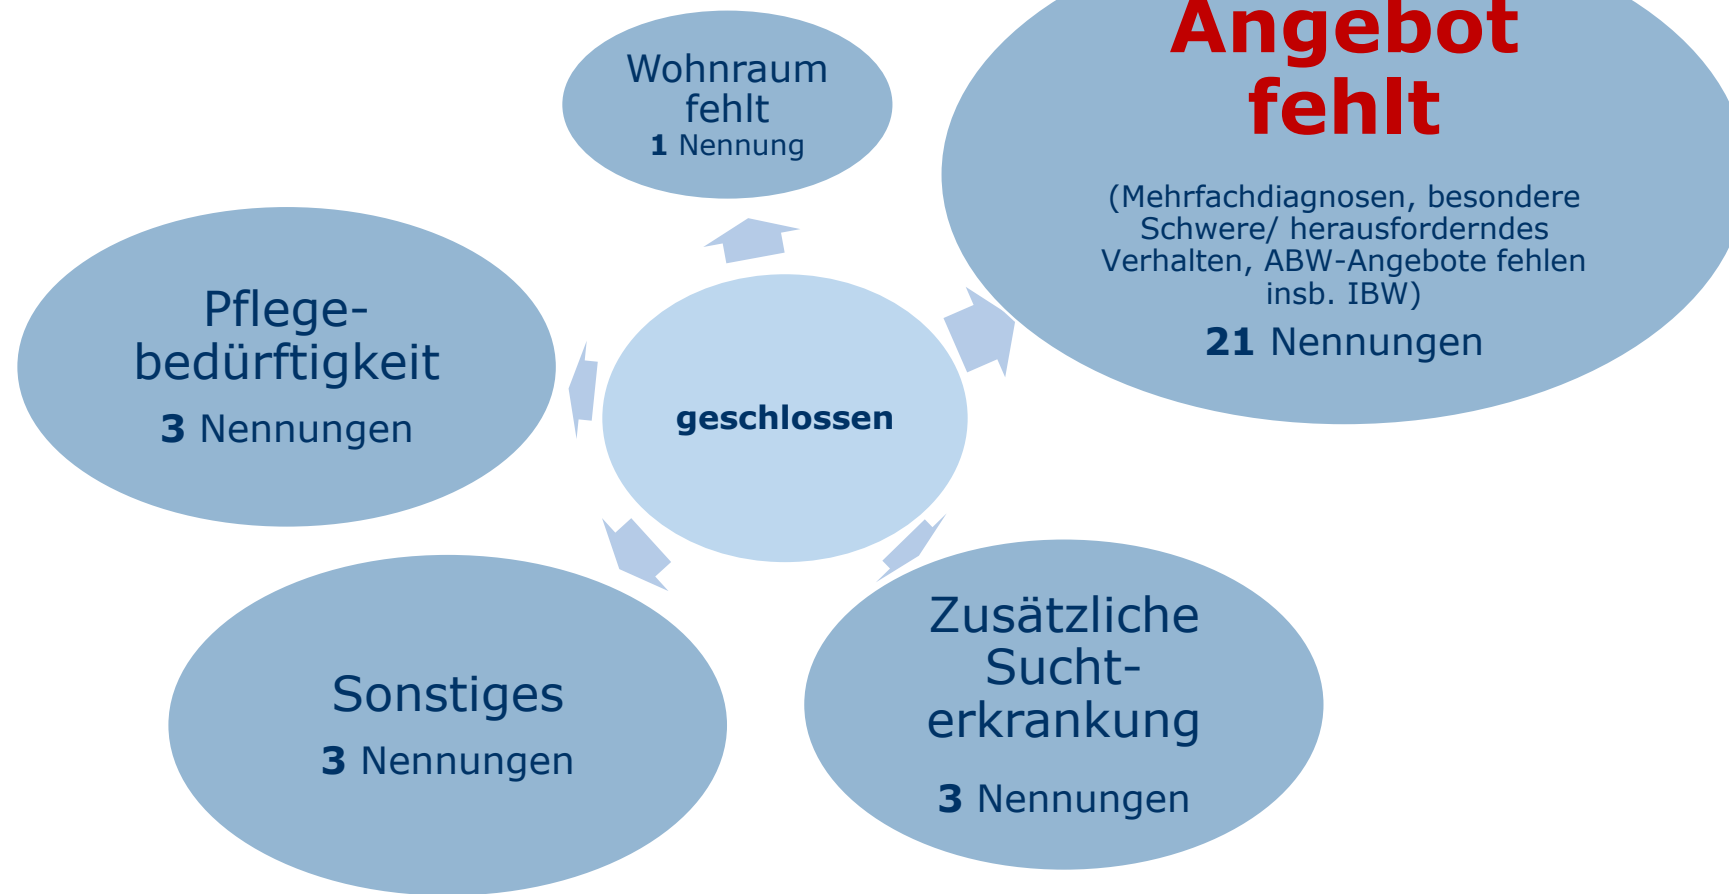 Angebot
fehlt
(Mehrfachdiagnosen, besondere
Schwere/ herausforderndes
Verhalten, ABW-Angebote fehlen
insb. IBW)
21 Nennungen
Wohnraum
fehlt
1 Nennung
Pflege-
bedürftigkeit
3 Nennungen
geschlossen
Sonstiges
3 Nennungen
Zusätzliche
Sucht-
erkrankung
3 Nennungen